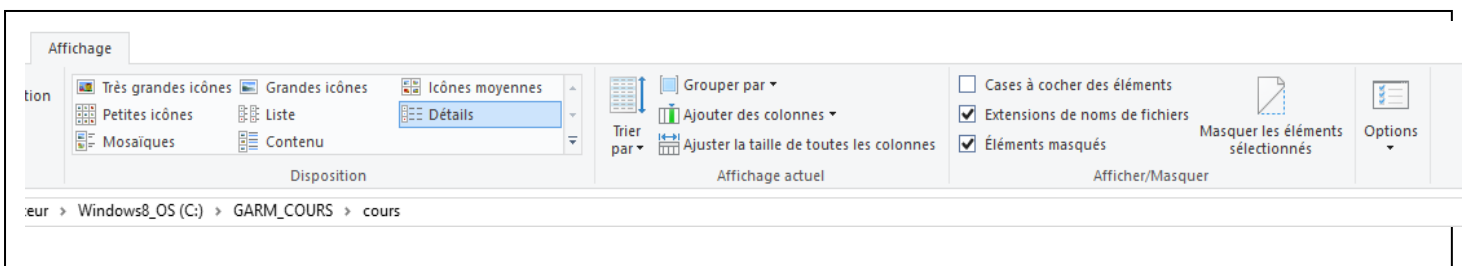 Affichage
tion
Très grandes icônes Grandes icônes Icônes moyennes
Petites icônes Liste Détails
Mosaïques Contenu
Disposition
Trier
par
Grouper par
Ajouter des colonnes
Ajuster la taille de toutes les colonnes
Affichage actuel
Cases à cocher des éléments
Extensions de noms de fichiers
Éléments masqués
Masquer les éléments
sélectionnés
Afficher/Masquer
Options
eur > Windows8_OS (C:) > GARM_COURS > cours